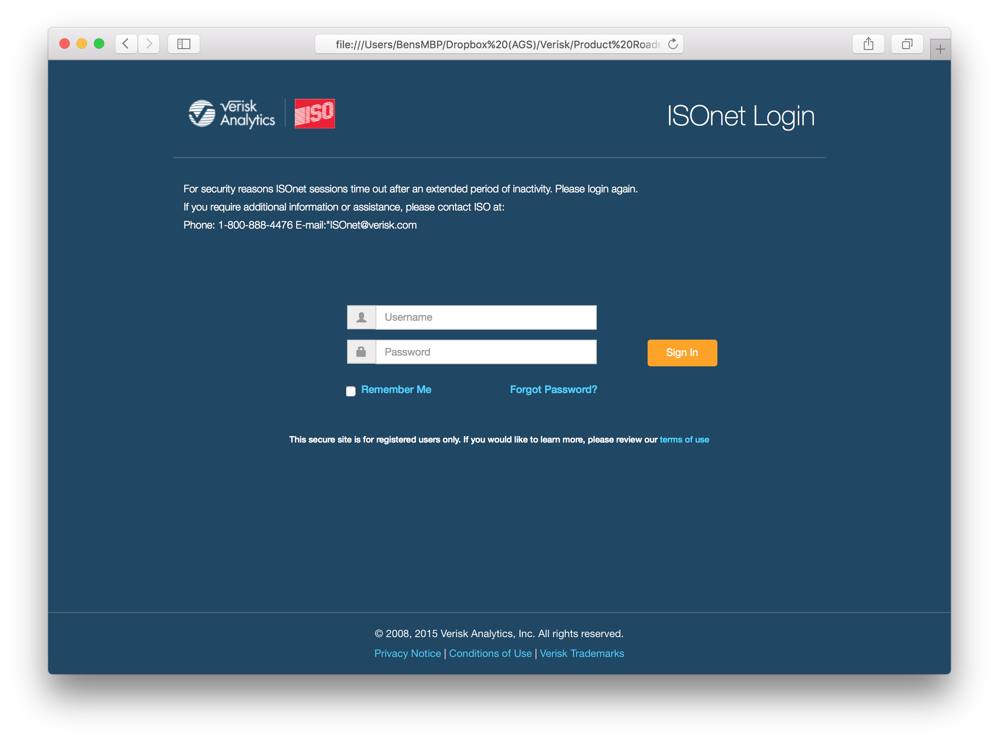 file:///Users/BensMBP/Dropbox%20(AGS)/Verisk/Product%20Roadm
Verisk
Analytics
ISO
ISOnet Login
For security reasons ISOnet sessions time out after an extended period of inactivity. Please login again.
If you require additional information or assistance, please contact ISO at:
Phone: 1-800-888-4476 E-mail:"ISOnet@verisk.com
Username
Password
Sign In
Remember Me
Forgot Password?
This secure site is for registered users only. If you would like to learn more, please review our terms of use
© 2008, 2015 Verisk Analytics, Inc. All rights reserved.
Privacy Notice | Conditions of Use | Verisk Trademarks